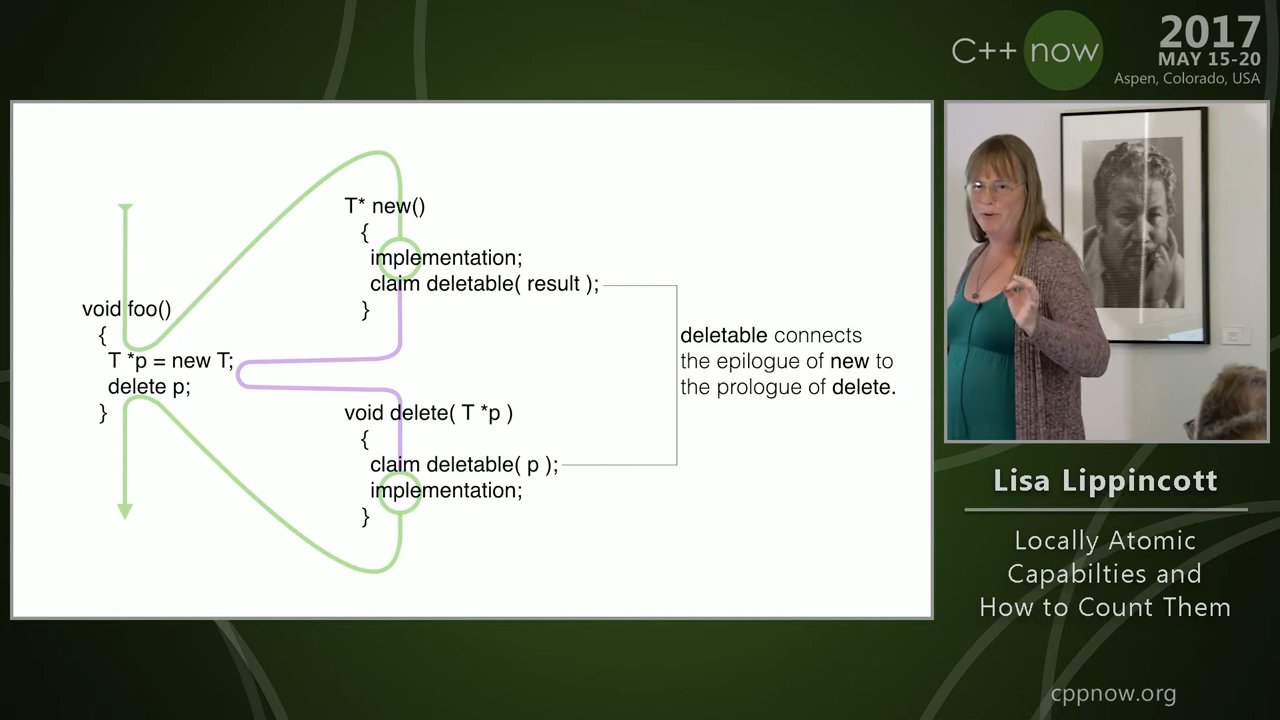 C++ now
2017
MAY 15-20
Aspen, Colorado, USA
T* new()
{
implementation;
claim deletable( result );
}
void foo()
{
T *p = new T;
delete p;
}
void delete( T *p )
{
claim deletable( p );
implementation;
}
deletable connects
the epilogue of new to
the prologue of delete.
Lisa Lippincott
Locally Atomic
Capabilties and
How to Count Them
cppnow.org